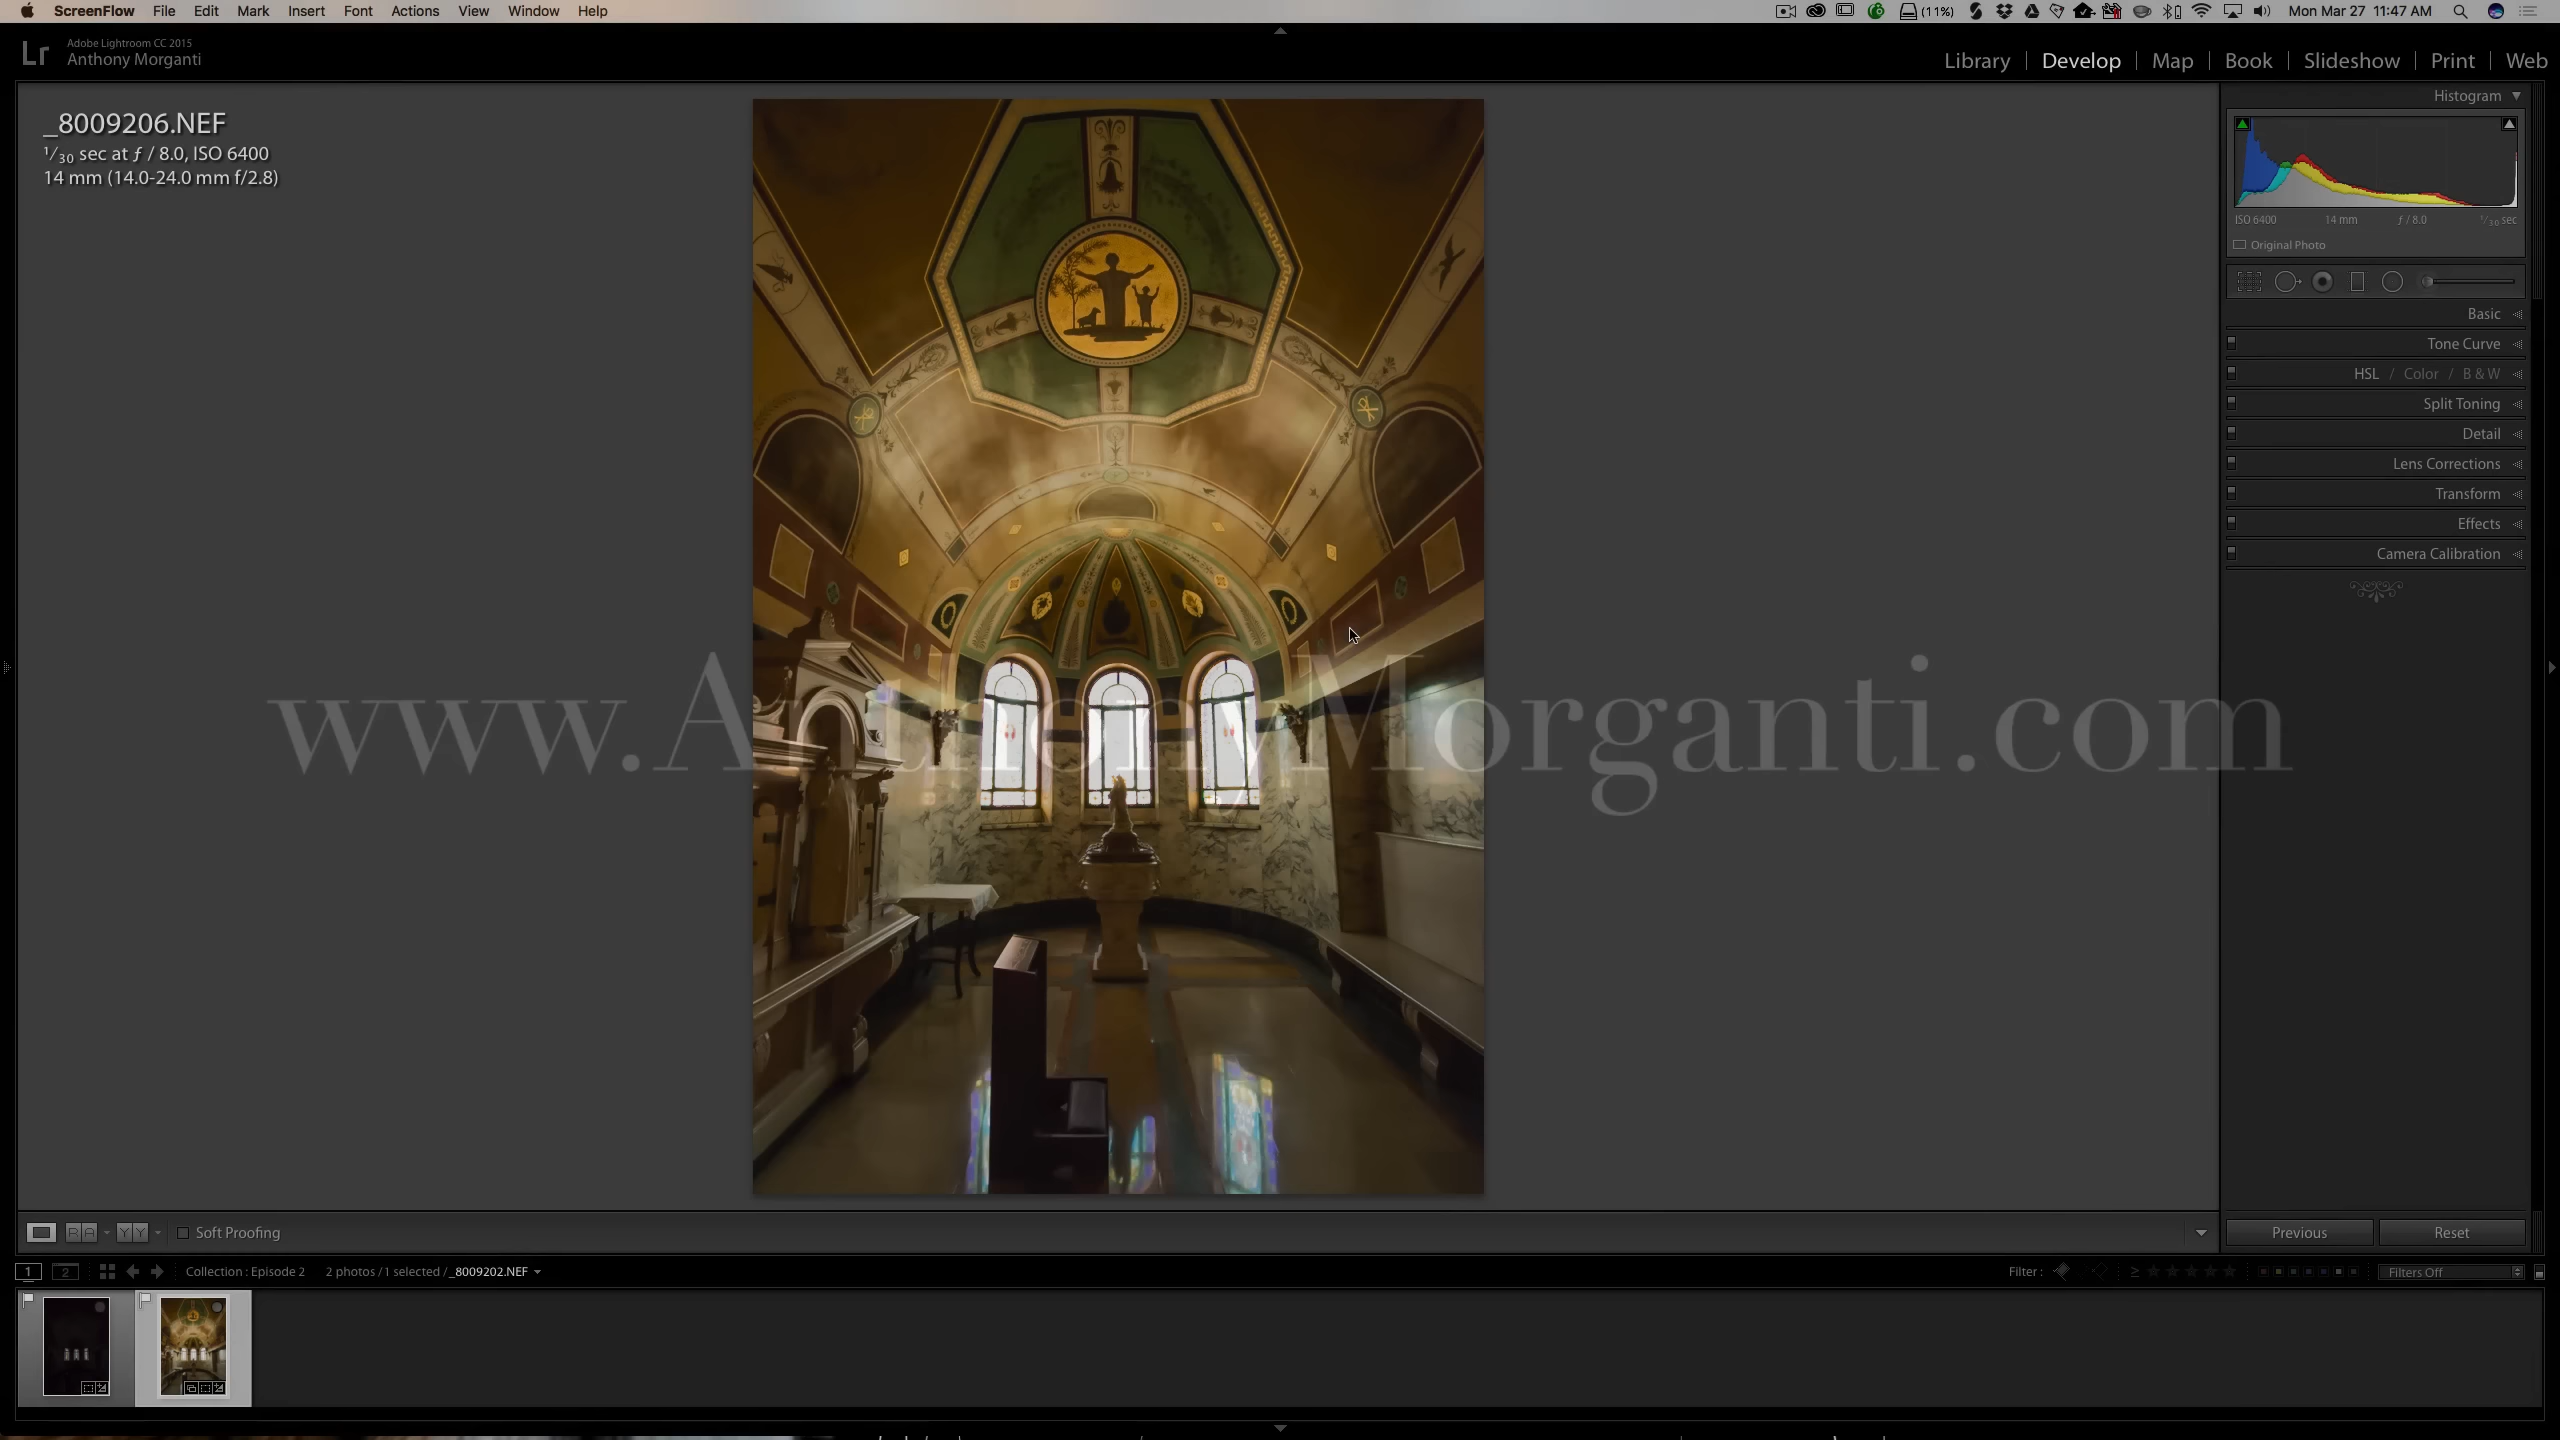 ScreenFlow File Edit Mark Insert Font Actions View Window Help
(11%) Mon Mar 27 11:47 AM
Lr Adobe Lightroom CC 2015
Anthony Morganti
Library | Develop | Map | Book | Slideshow | Print | Web
_8009206.NEF
1/30 sec at ƒ / 8.0, ISO 6400
14 mm (14.0-24.0 mm f/2.8)
Histogram
ISO 6400 14 mm ƒ / 8.0 1/30 sec
Original Photo
Basic
Tone Curve
HSL / Color / B & W
Split Toning
Detail
Lens Corrections
Transform
Effects
Camera Calibration
www.AnthonyMorganti.com
R A Y Y Soft Proofing
Previous Reset
1 2 Collection : Episode 2 2 photos / 1 selected / _8009202.NEF Filter : Filters Off